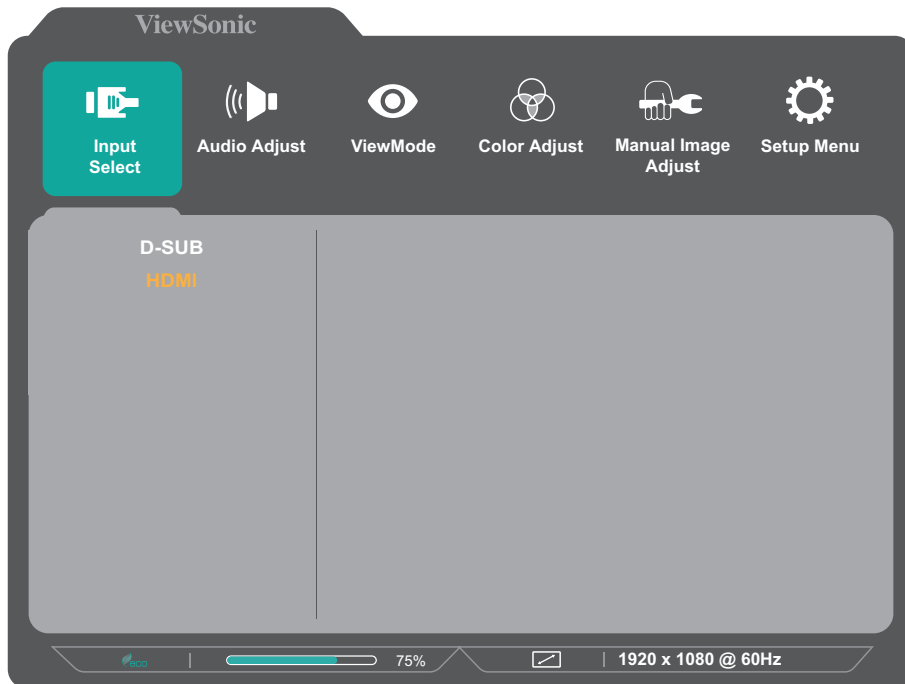 ViewSonic
Input
Select
Audio Adjust
ViewMode
Color Adjust
Manual Image
Adjust
Setup Menu
D-SUB
HDMI
eco
75%
1920 x 1080 @ 60Hz